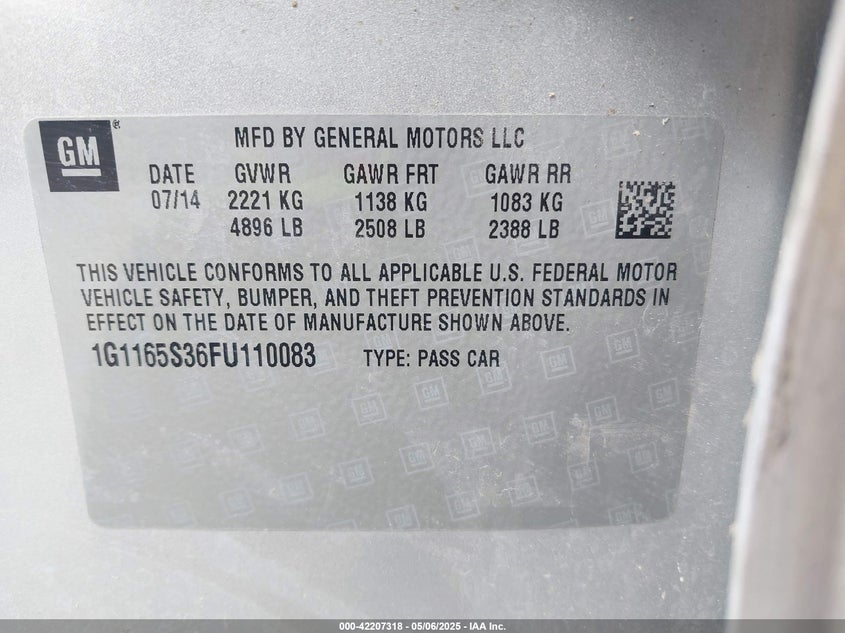 GM
MFD BY GENERAL MOTORS LLC
DATE GVWR GAWR FRT GAWR RR
07/14 2221 KG 1138 KG 1083 KG
4896 LB 2508 LB 2388 LB
THIS VEHICLE CONFORMS TO ALL APPLICABLE U.S. FEDERAL MOTOR
VEHICLE SAFETY, BUMPER, AND THEFT PREVENTION STANDARDS IN
EFFECT ON THE DATE OF MANUFACTURE SHOWN ABOVE.
1G1165S36FU110083 TYPE: PASS CAR
000-42207318 - 05/06/2025 - IAA Inc.